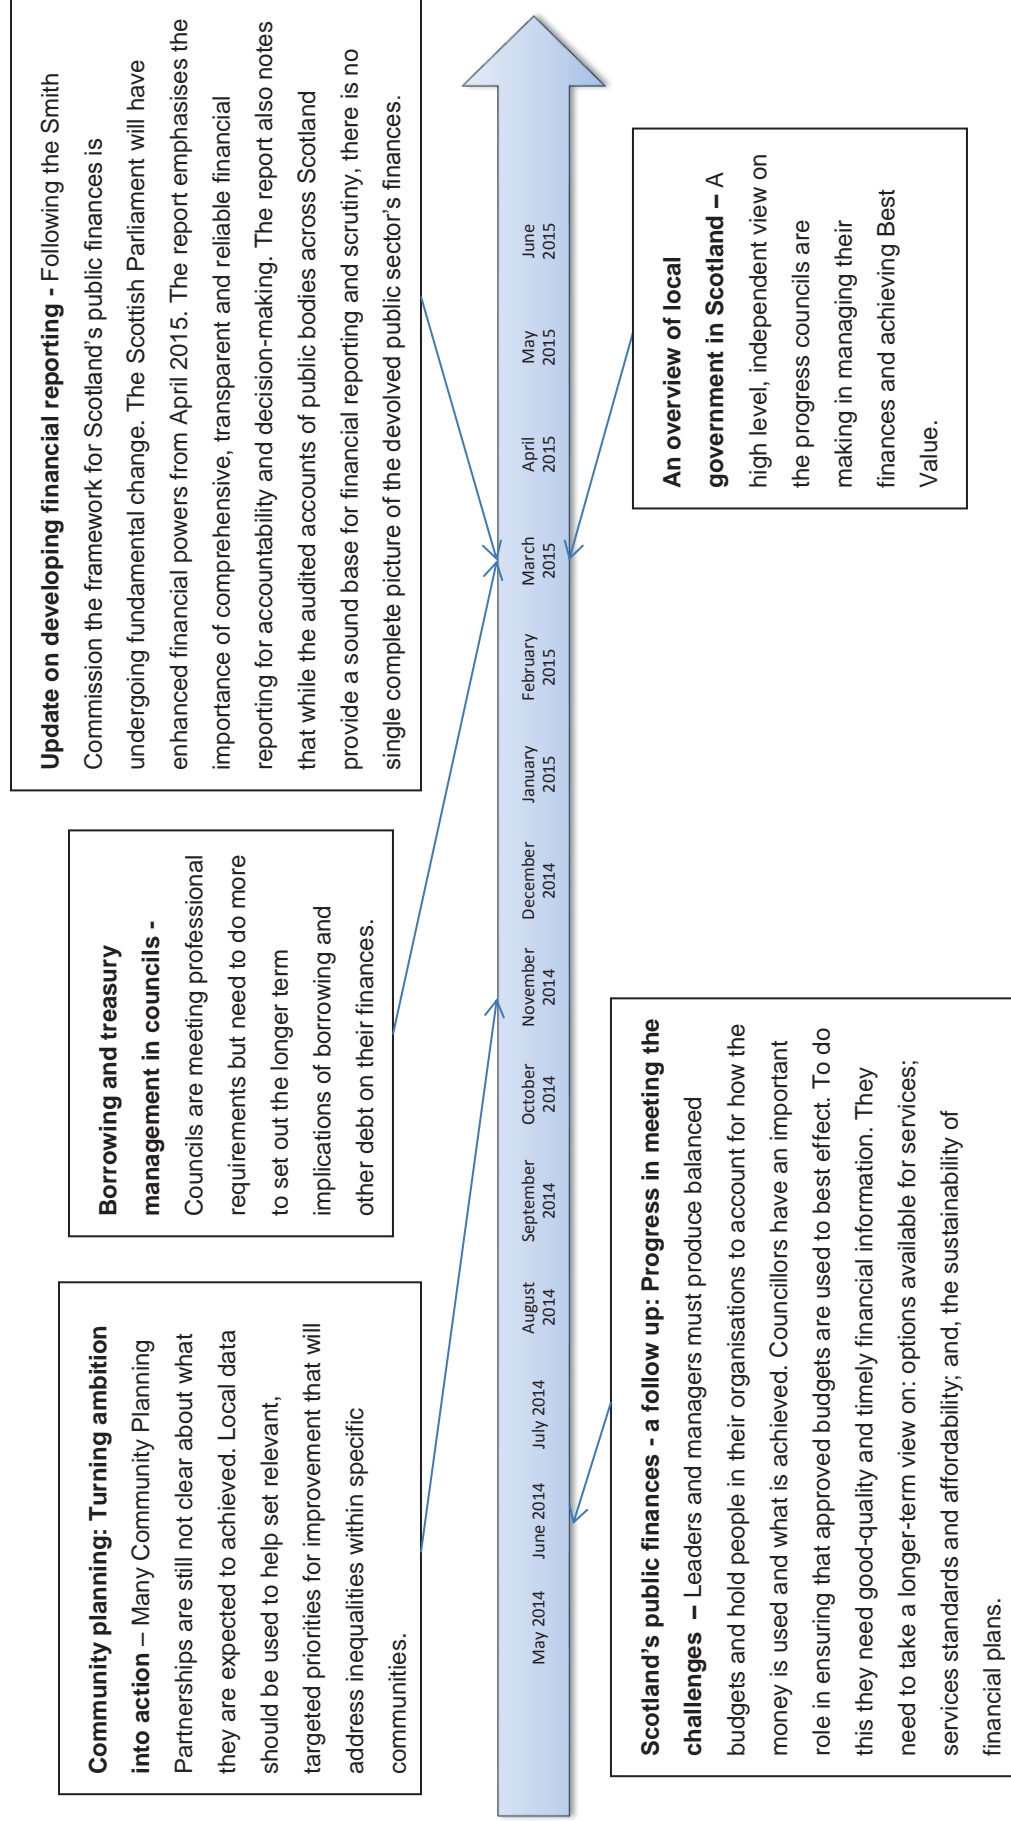 Community planning: Turning ambition
into action – Many Community Planning
Partnerships are still not clear about what
they are expected to achieved. Local data
should be used to help set relevant,
targeted priorities for improvement that will
address inequalities within specific
communities.
Borrowing and treasury
management in councils -
Councils are meeting professional
requirements but need to do more
to set out the longer term
implications of borrowing and
other debt on their finances.
Update on developing financial reporting - Following the Smith
Commission the framework for Scotland's public finances is
undergoing fundamental change. The Scottish Parliament will have
enhanced financial powers from April 2015. The report emphasises the
importance of comprehensive, transparent and reliable financial
reporting for accountability and decision-making. The report also notes
that while the audited accounts of public bodies across Scotland
provide a sound base for financial reporting and scrutiny, there is no
single complete picture of the devolved public sector's finances.
May 2014
June 2014
July 2014
August
2014
September
2014
October
2014
November
2014
December
2014
January
2015
February
2015
March
2015
April
2015
May
2015
June
2015
Scotland's public finances - a follow up: Progress in meeting the
challenges – Leaders and managers must produce balanced
budgets and hold people in their organisations to account for how the
money is used and what is achieved. Councillors have an important
role in ensuring that approved budgets are used to best effect. To do
this they need good-quality and timely financial information. They
need to take a longer-term view on: options available for services;
services standards and affordability; and, the sustainability of
financial plans.
An overview of local
government in Scotland – A
high level, independent view on
the progress councils are
making in managing their
finances and achieving Best
Value.